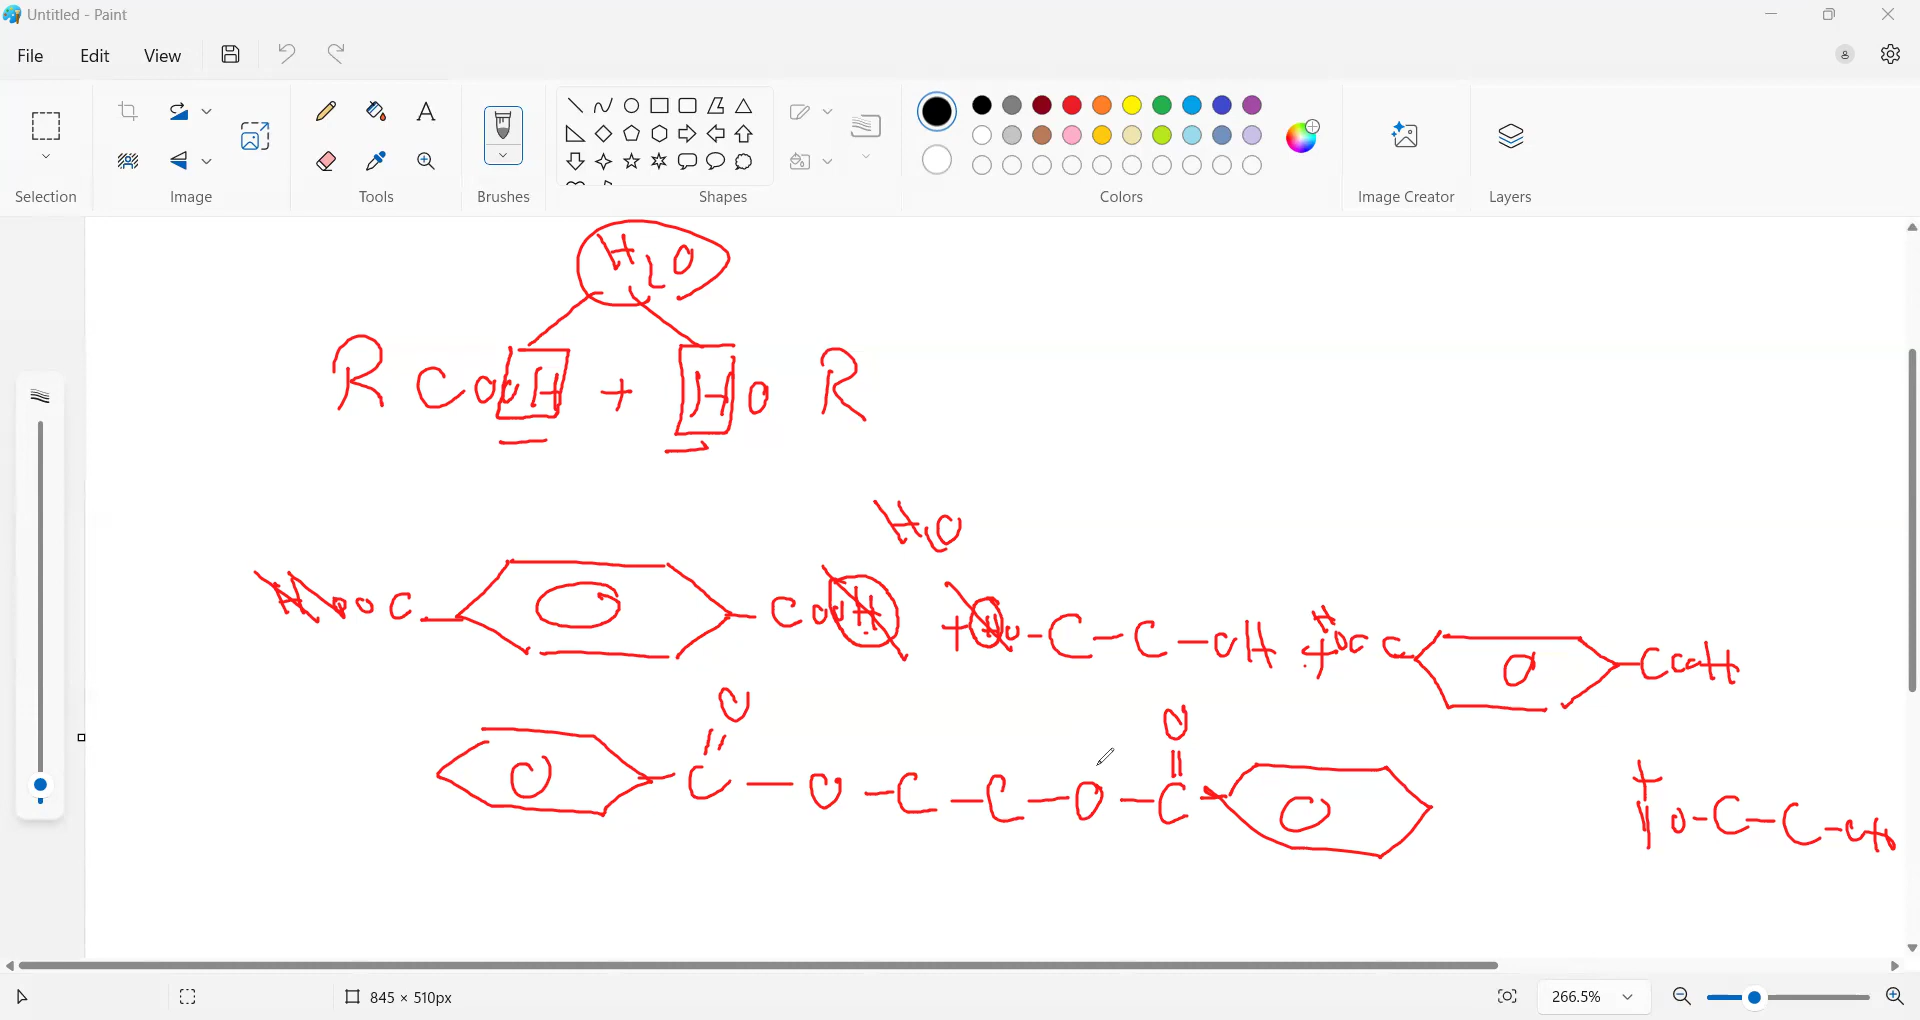 Untitled - Paint
File Edit View
Selection Image Tools Brushes Shapes Colors Image Creator Layers
H2O
R COOH + HO R
H2O
HOOC COOH + HO-C-C-OH + HOOC O COOH
O O
O C-O-C-C-O-C O
+
HO-C-C-OH
845 × 510px 266.5%